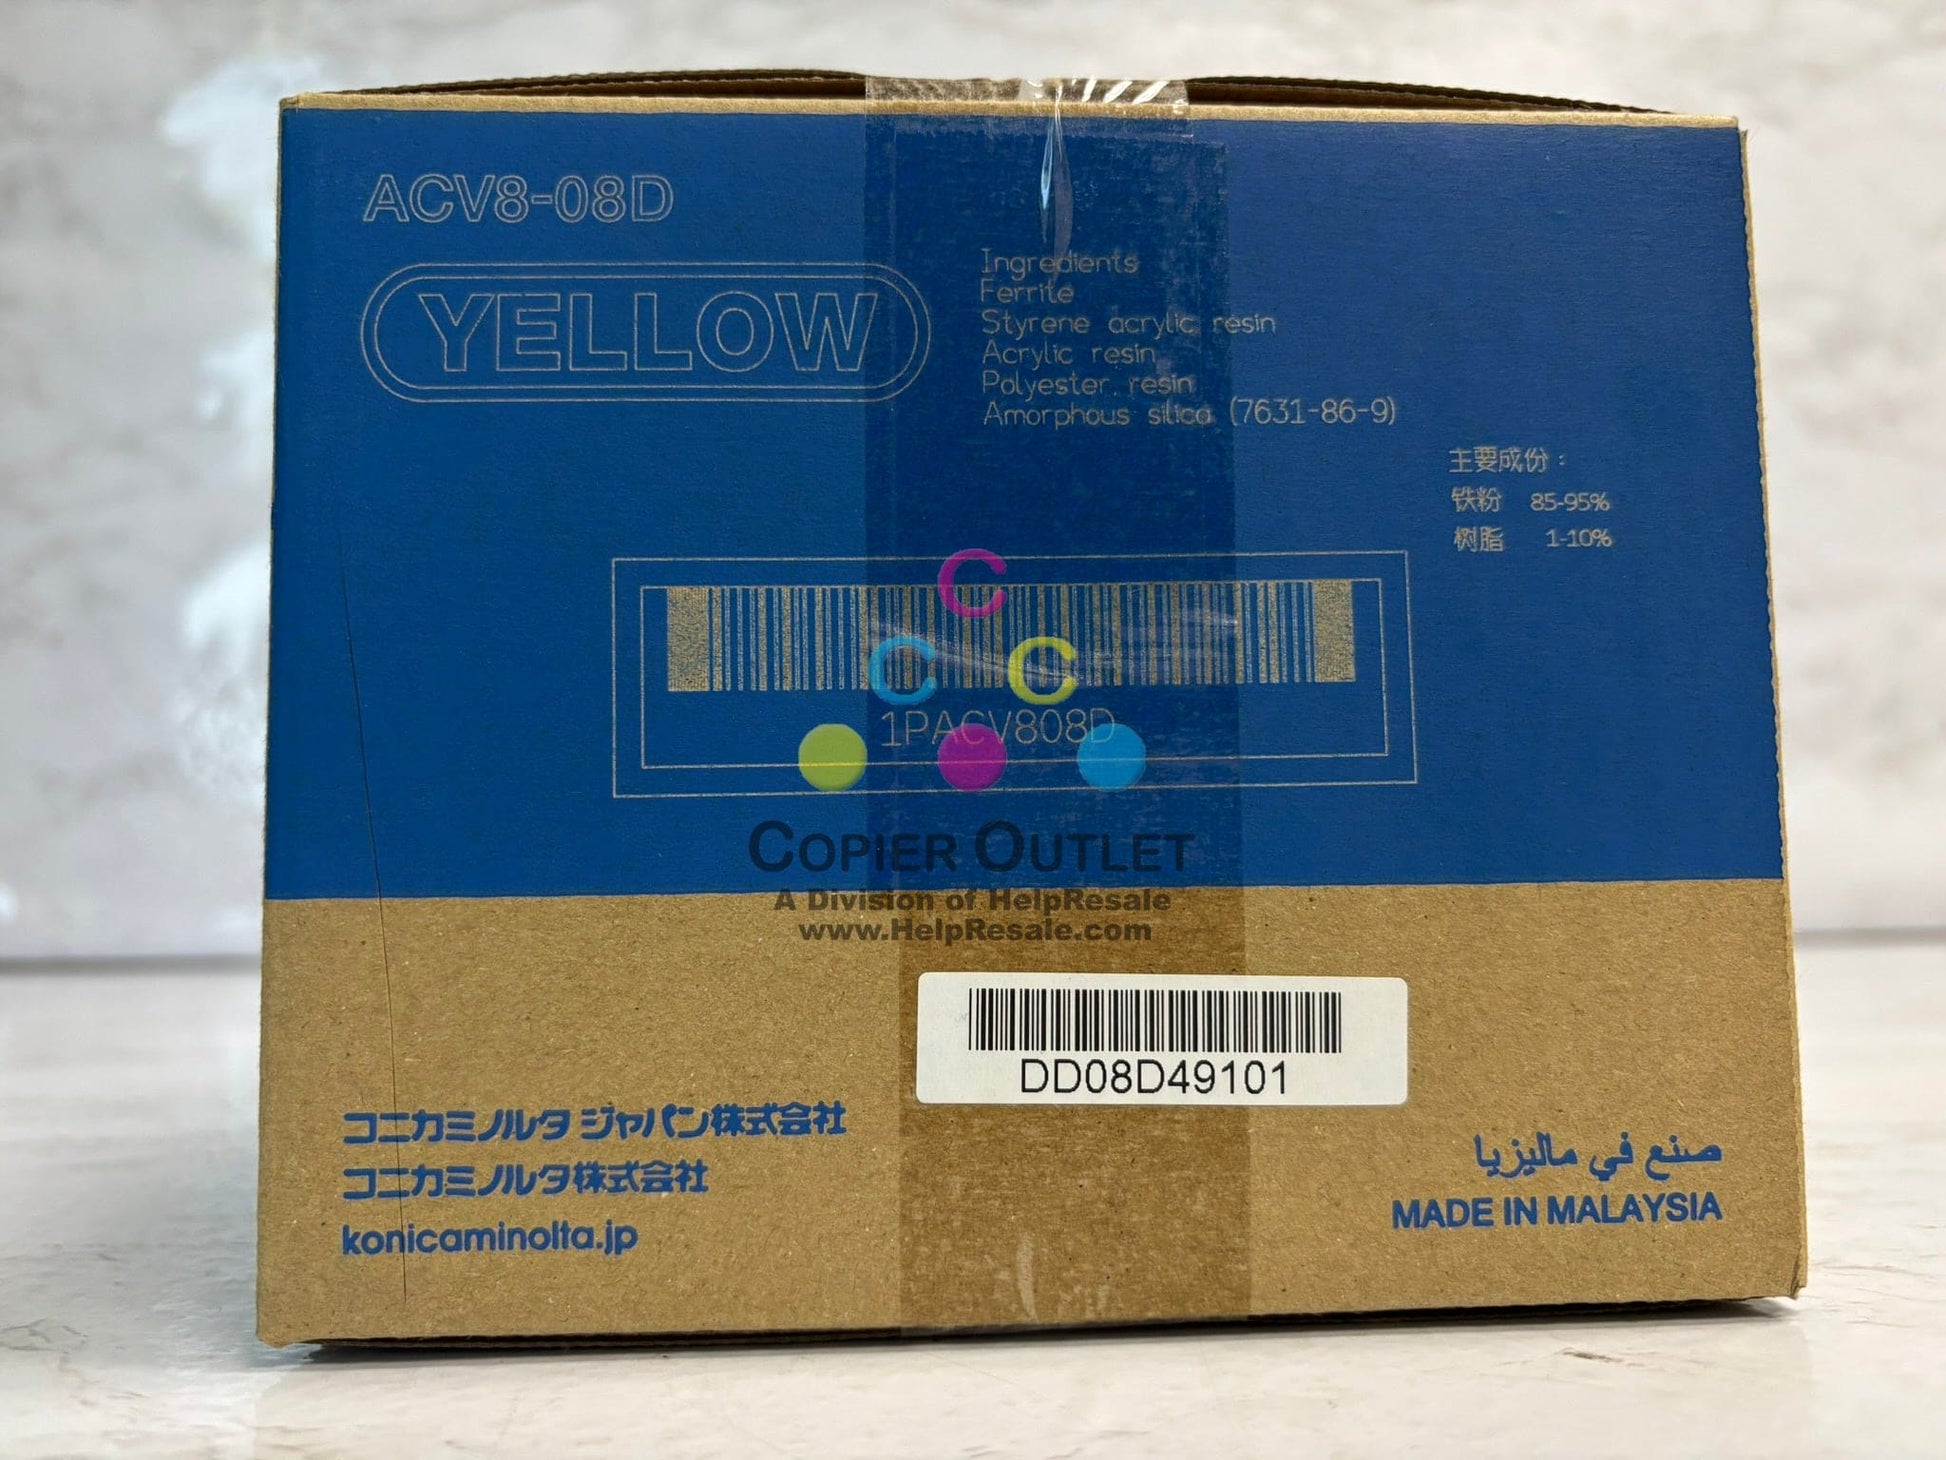 ACV8-08D
YELLOW
Ingredients
Ferrite
Styrene acrylic resin
Acrylic resin
Polyester resin
Amorphous silica (7631-86-9)
主要成份：
铁粉 85-95%
树脂 1-10%
C
C C
1PACV808D
COPIER OUTLET
A Division of HelpResale
www.HelpResale.com
DD08D49101
コニカミノルタ ジャパン株式会社
コニカミノルタ株式会社
konicaminolta.jp
صنع في ماليزيا
MADE IN MALAYSIA